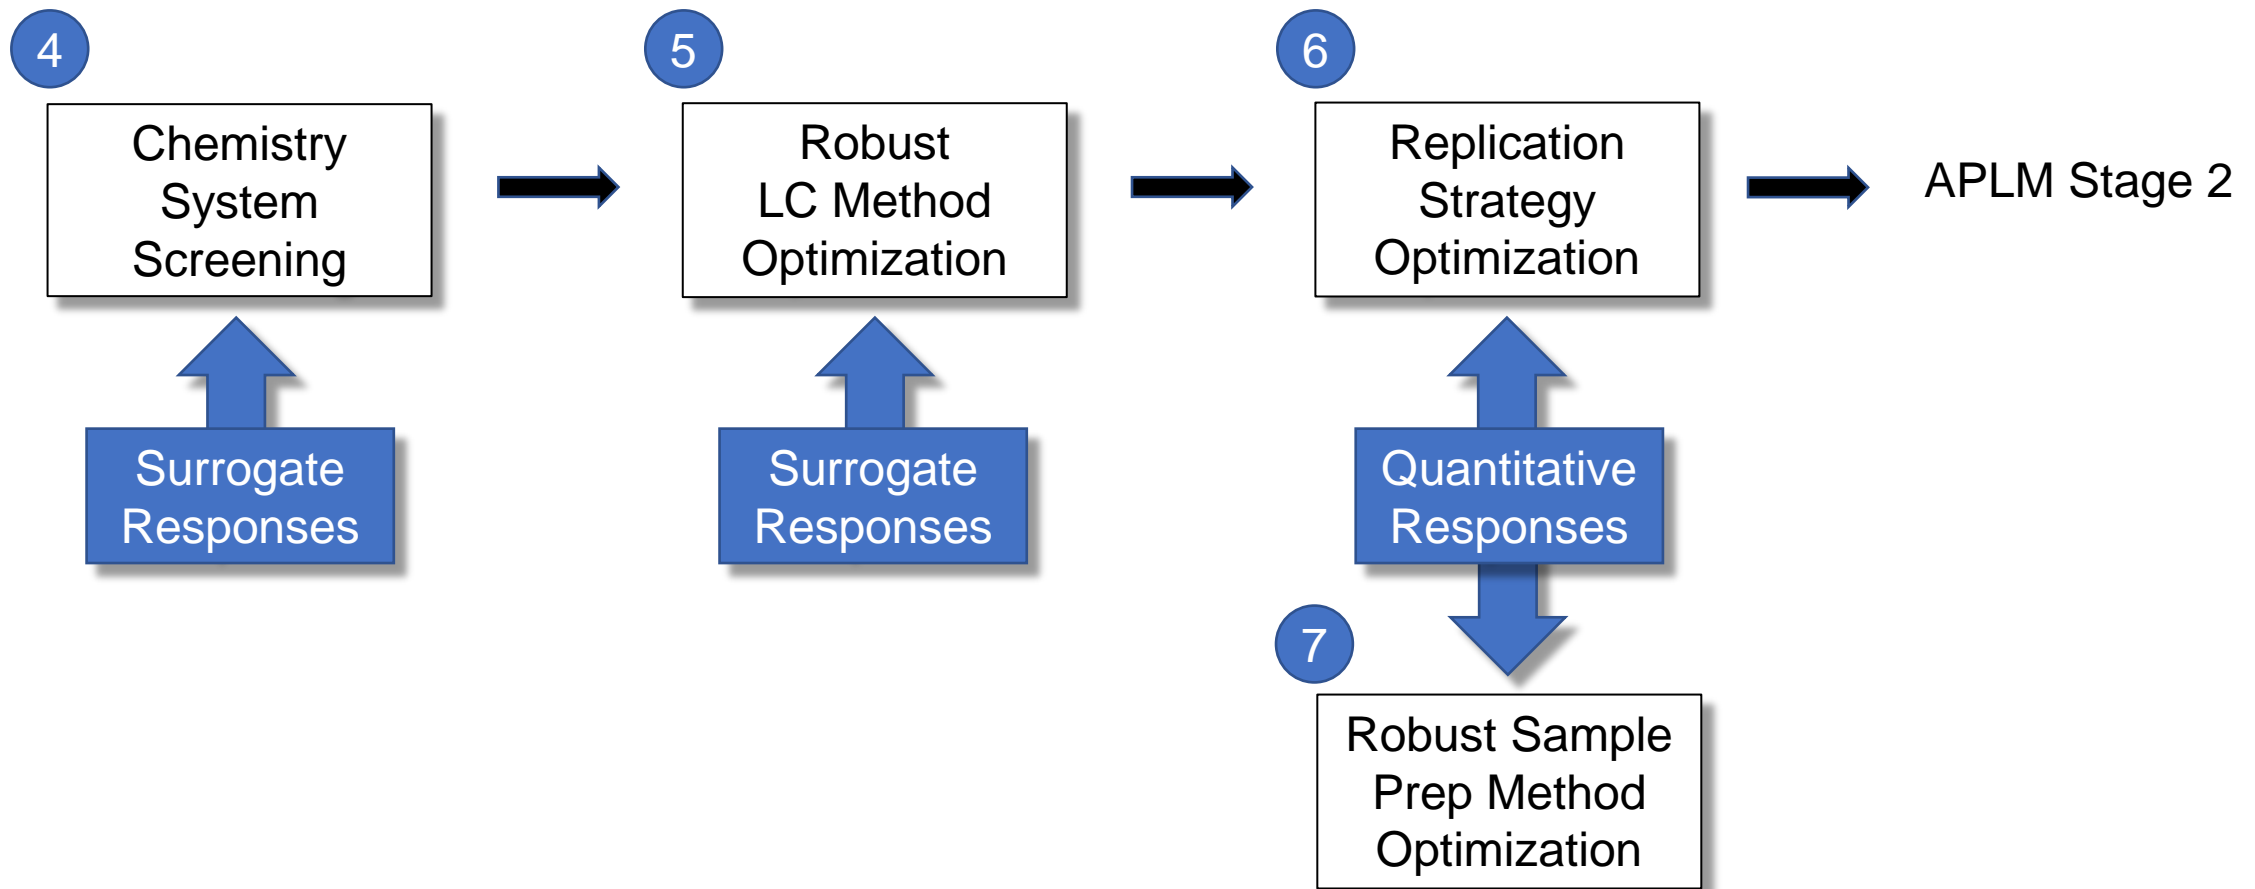 4
Chemistry
System
Screening
Surrogate
Responses
5
Robust
LC Method
Optimization
Surrogate
Responses
6
Replication
Strategy
Optimization
APLM Stage 2
Quantitative
Responses
7
Robust Sample
Prep Method
Optimization